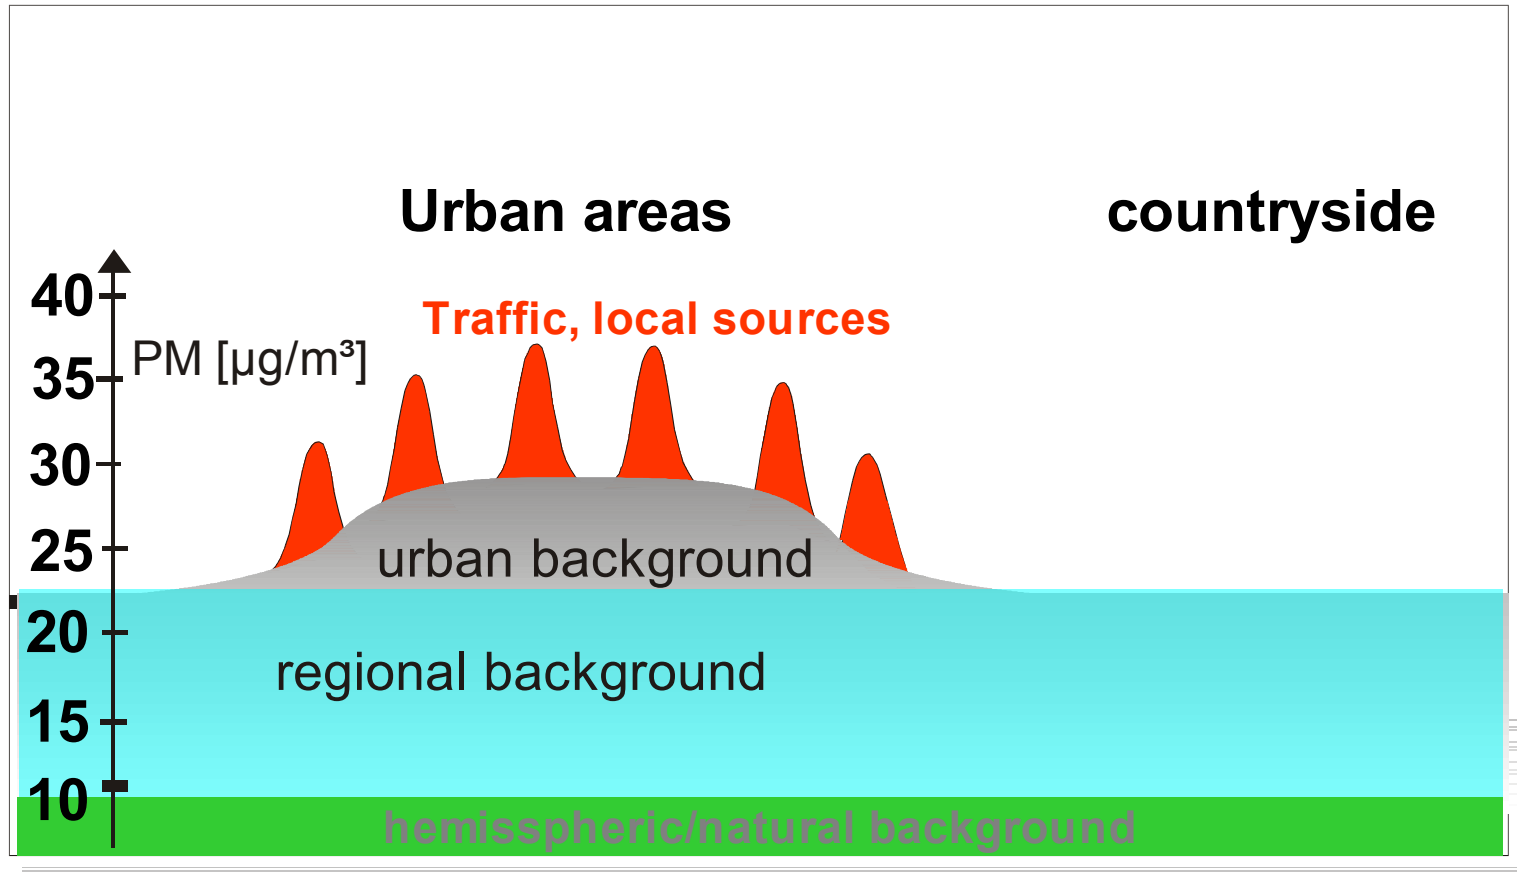 Urban areas
countryside
40
Traffic, local sources
PM [µg/m³]
35
30
25
urban background
20
regional background
15
10
hemisspheric/natural background